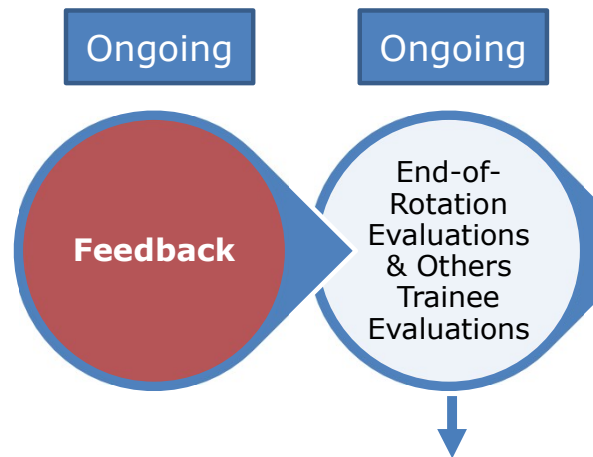 Ongoing
Ongoing
Feedback
End-of-
Rotation
Evaluations
& Others
Trainee
Evaluations